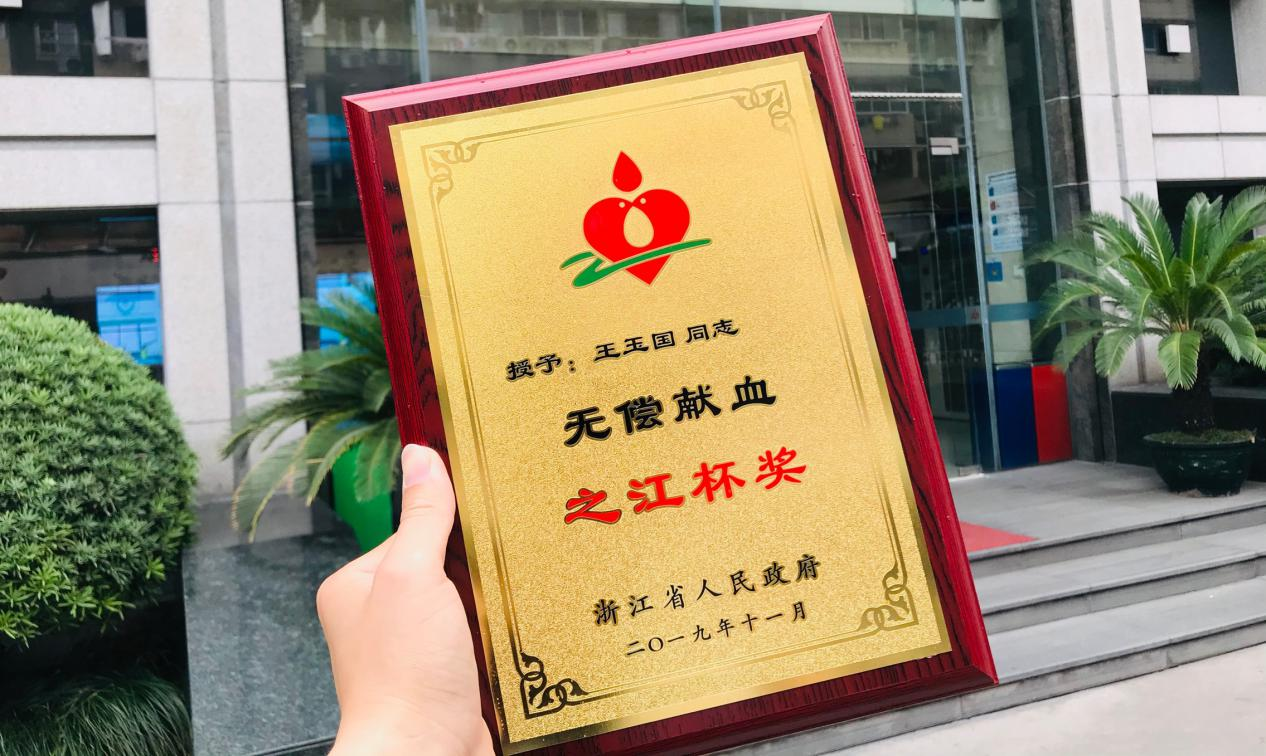 授予：王玉国 同志
无偿献血
之江杯奖
浙江省人民政府
二〇一九年十一月